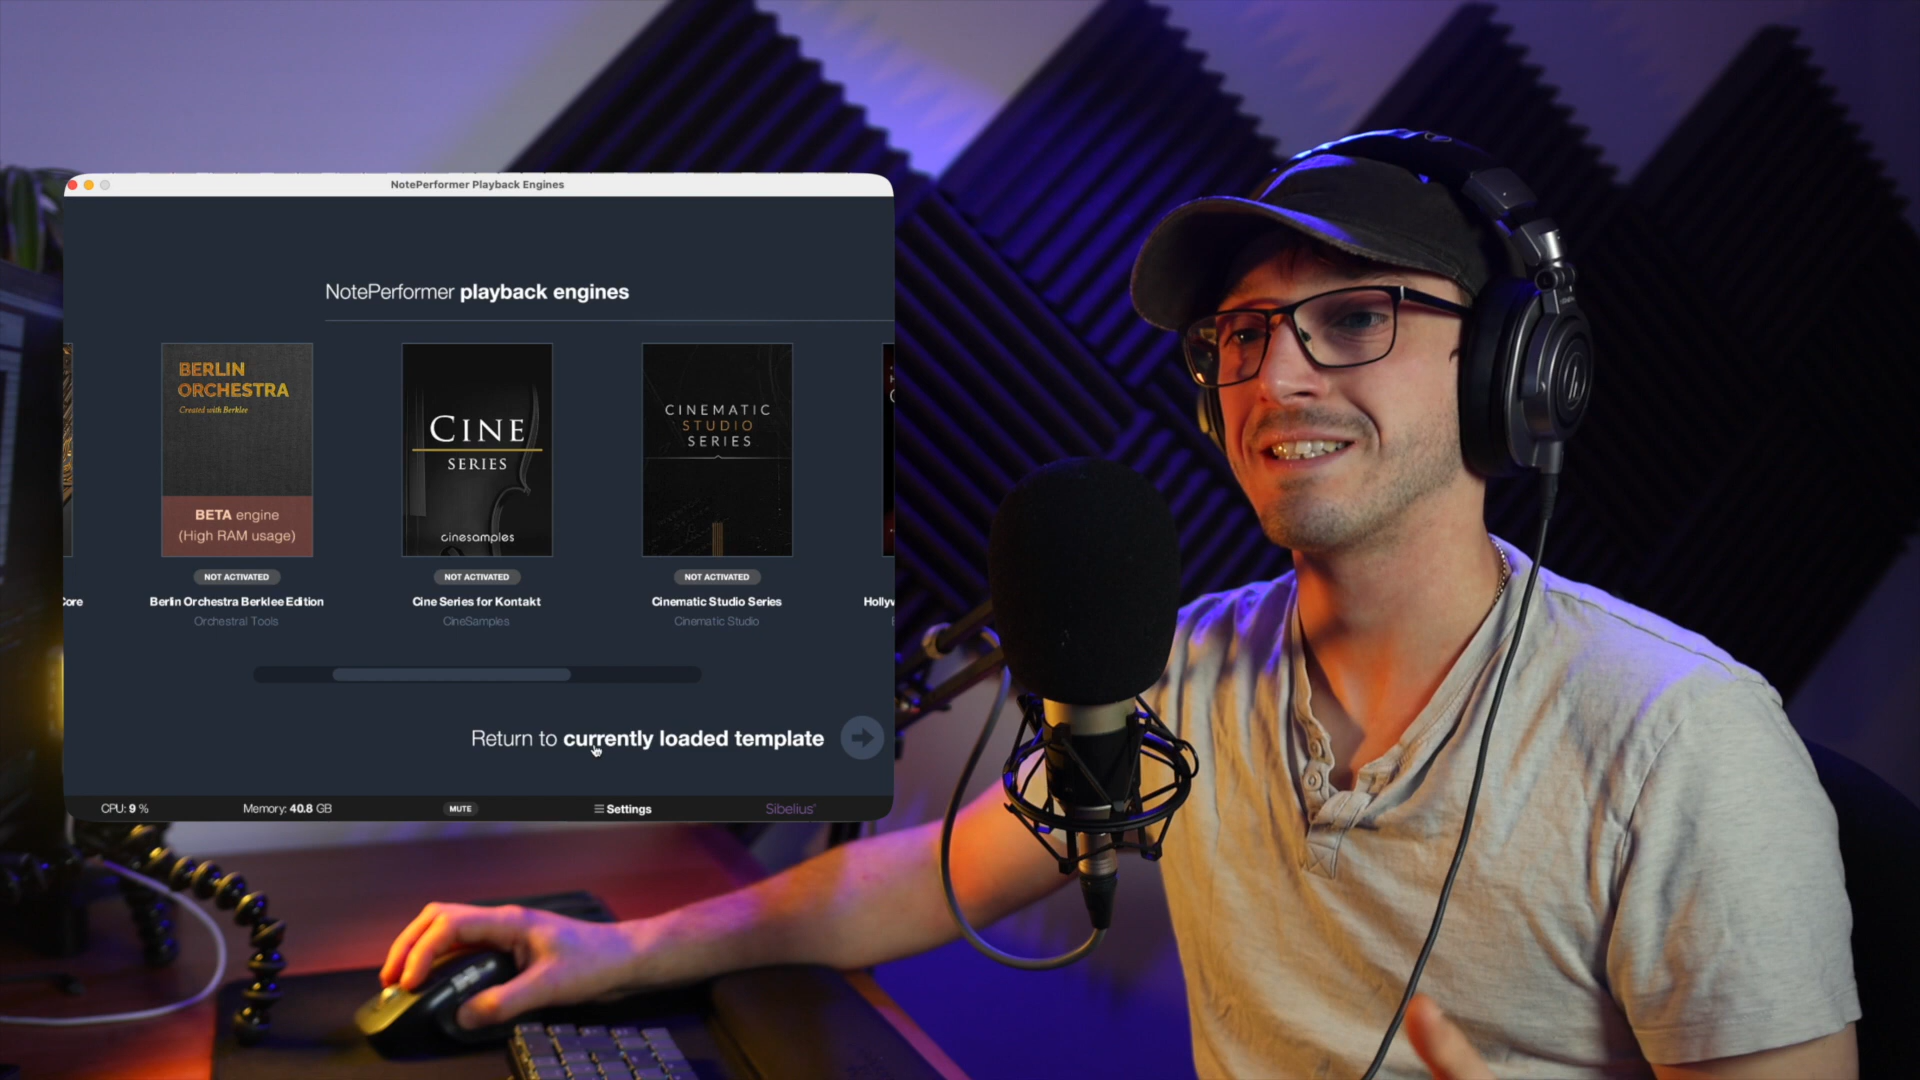 NotePerformer Playback Engines
NotePerformer playback engines
BERLIN
ORCHESTRA
Created with Berklee
BETA engine
(High RAM usage)
CINE
SERIES
cinesamples
CINEMATIC
STUDIO
SERIES
NOT ACTIVATED
NOT ACTIVATED
NOT ACTIVATED
Core
Berlin Orchestra Berklee Edition
Cine Series for Kontakt
Cinematic Studio Series
Hollyw
Orchestral Tools
CineSamples
Cinematic Studio
Return to currently loaded template
CPU: 9 %
Memory: 40.8 GB
MUTE
Settings
Sibelius